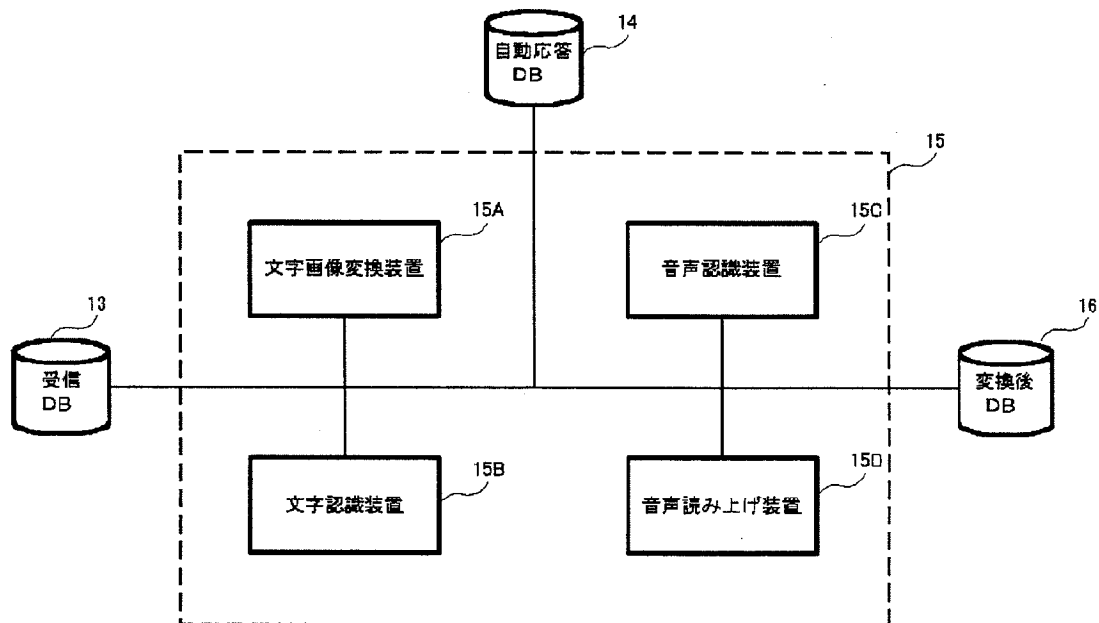 自動応答
DB
14
15
15A
文字画像変換装置
15C
音声認識装置
13
受信
DB
16
変換後
DB
15B
文字認識装置
15D
音声読み上げ装置